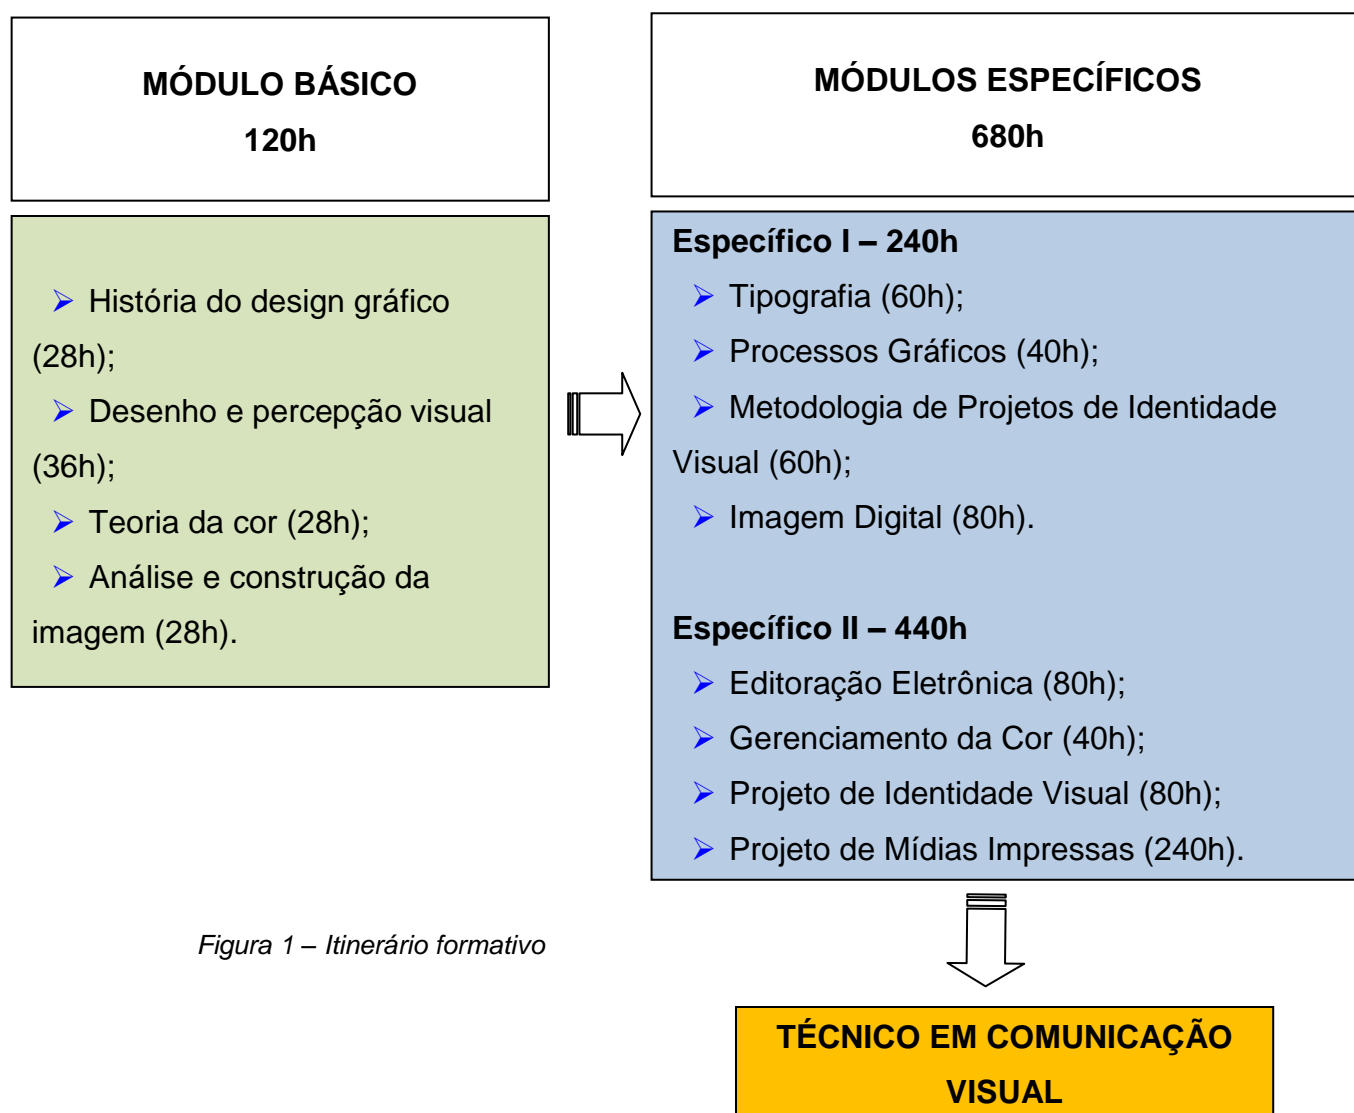 MÓDULO BÁSICO
120h
História do design gráfico
(28h);
Desenho e percepção visual
(36h);
Teoria da cor (28h);
Análise e construção da
imagem (28h).
MÓDULOS ESPECÍFICOS
680h
Específico I – 240h
Tipografia (60h);
Processos Gráficos (40h);
Metodologia de Projetos de Identidade
Visual (60h);
Imagem Digital (80h).
Específico II – 440h
Editoração Eletrônica (80h);
Gerenciamento da Cor (40h);
Projeto de Identidade Visual (80h);
Projeto de Mídias Impressas (240h).
Figura 1 – Itinerário formativo
TÉCNICO EM COMUNICAÇÃO
VISUAL